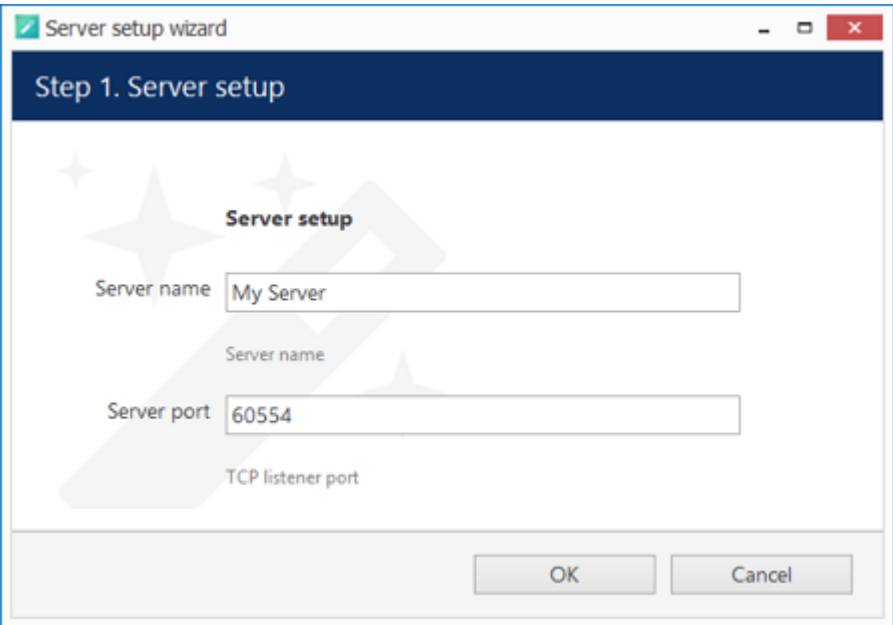 Server setup wizard
Step 1. Server setup
Server setup
Server name My Server
Server name
Server port 60554
TCP listener port
OK Cancel